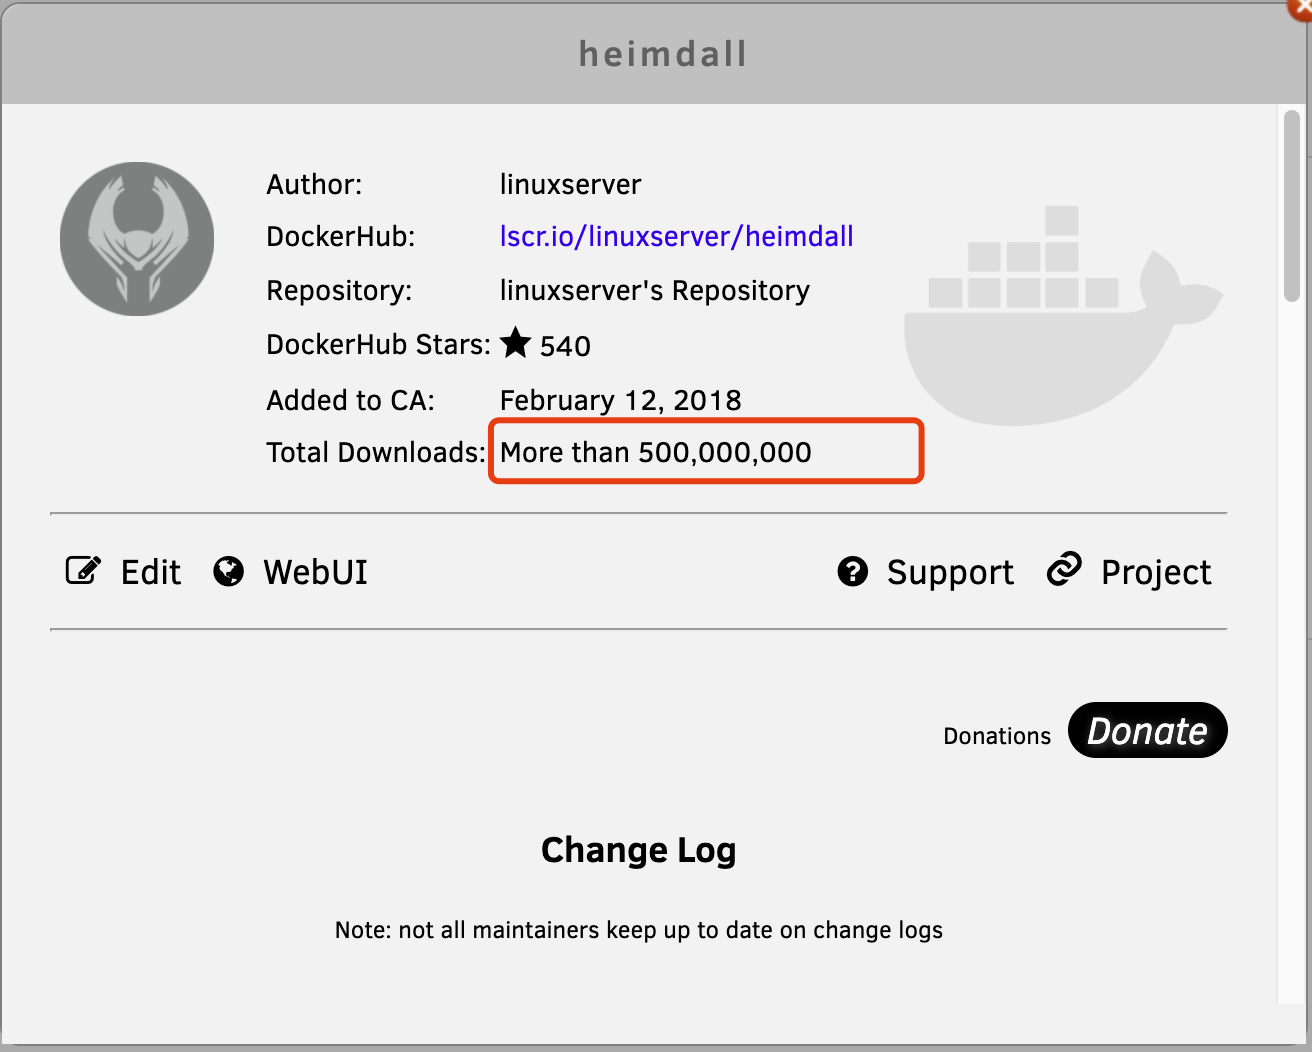 heimdall
Author: linuxserver
DockerHub: lscr.io/linuxserver/heimdall
Repository: linuxserver's Repository
DockerHub Stars: ★ 540
Added to CA: February 12, 2018
Total Downloads: More than 500,000,000
Edit WebUI Support Project
Donations Donate
Change Log
Note: not all maintainers keep up to date on change logs